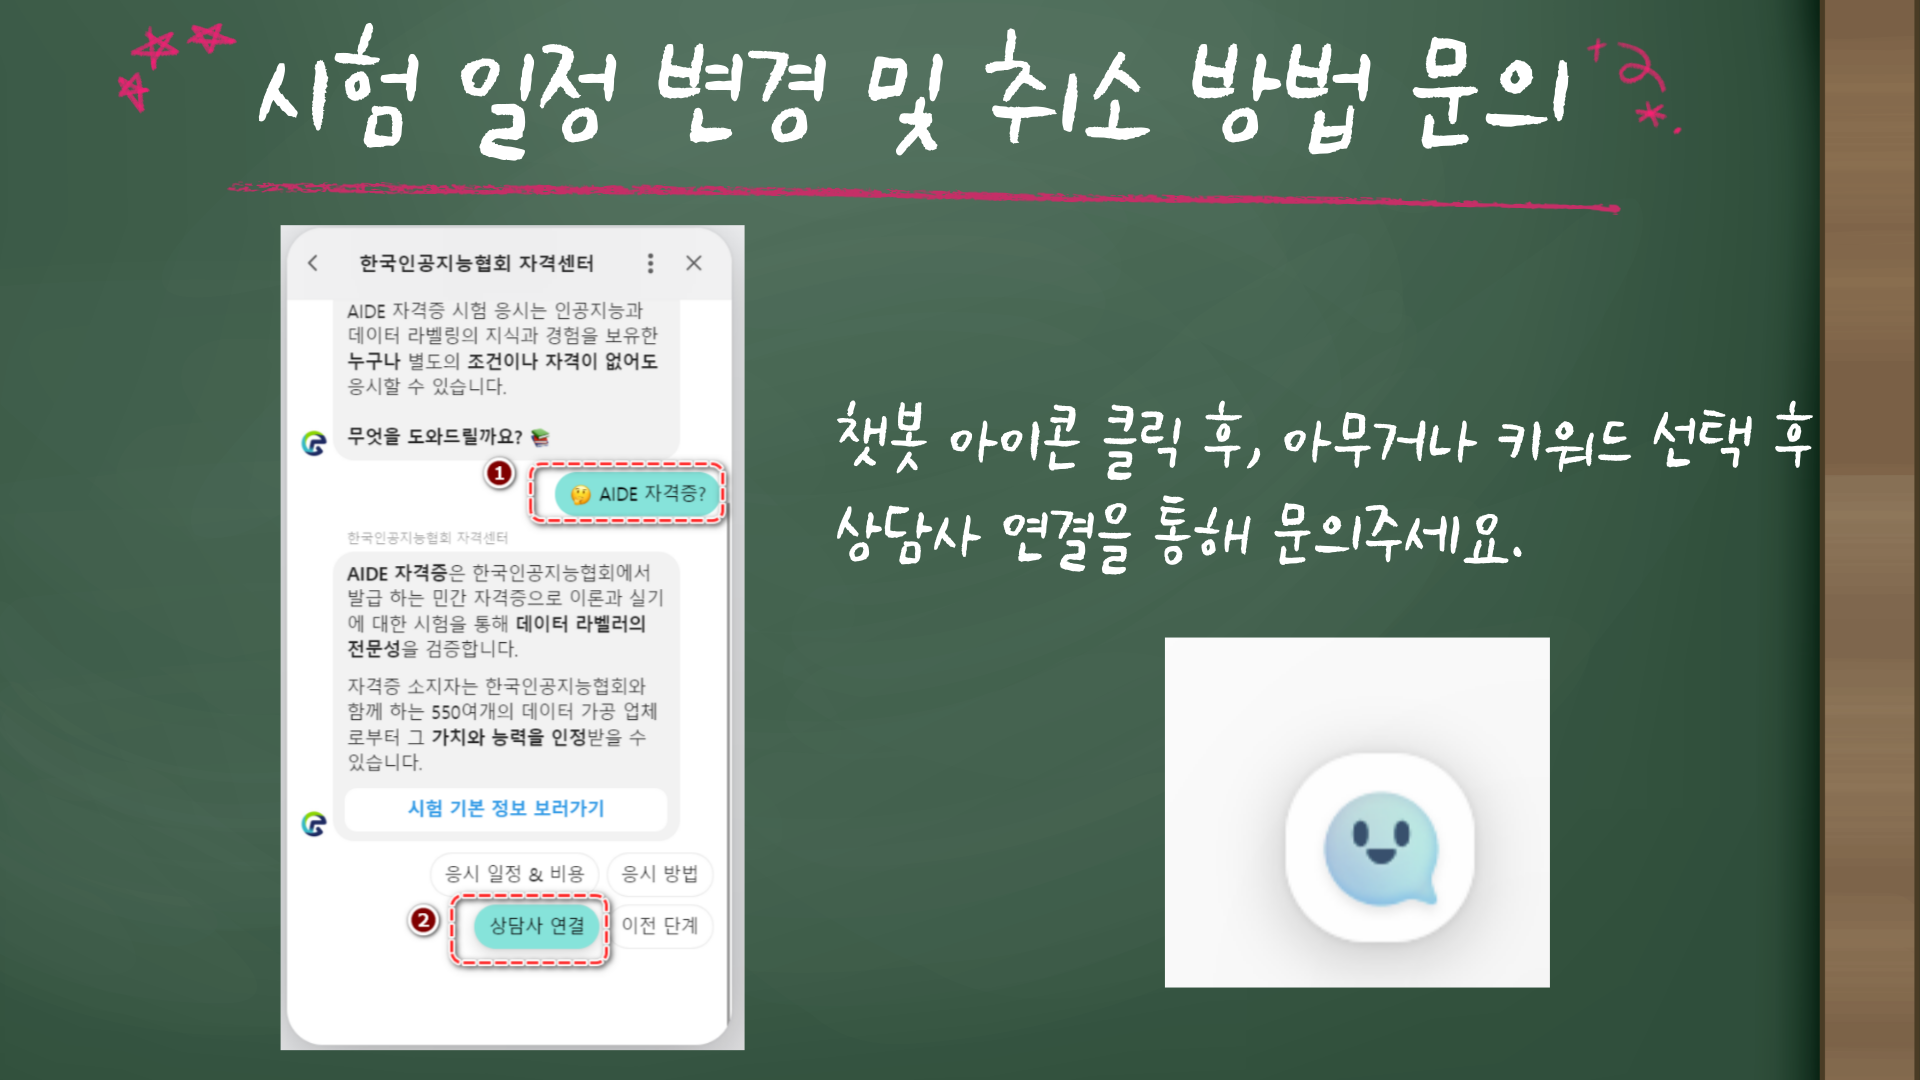 시험 일정 변경 및 취소 방법 문의
한국인공지능협회 자격센터
AIDE 자격증 시험 응시는 인공지능과
데이터 라벨링의 지식과 경험을 보유한
누구나 별도의 조건이나 자격이 없어도
응시할 수 있습니다.
무엇을 도와드릴까요?
1
AIDE 자격증?
한국인공지능협회 자격센터
AIDE 자격증은 한국인공지능협회에서
발급 하는 민간 자격증으로 이론과 실기
에 대한 시험을 통해 데이터 라벨러의
전문성을 검증합니다.
자격증 소지자는 한국인공지능협회와
함께 하는 550여개의 데이터 가공 업체
로부터 그 가치와 능력을 인정받을 수
있습니다.
시험 기본 정보 보러가기
응시 일정 & 비용 응시 방법
2 상담사 연결 이전 단계
챗봇 아이콘 클릭 후, 아무거나 키워드 선택 후
상담사 연결을 통해 문의주세요.